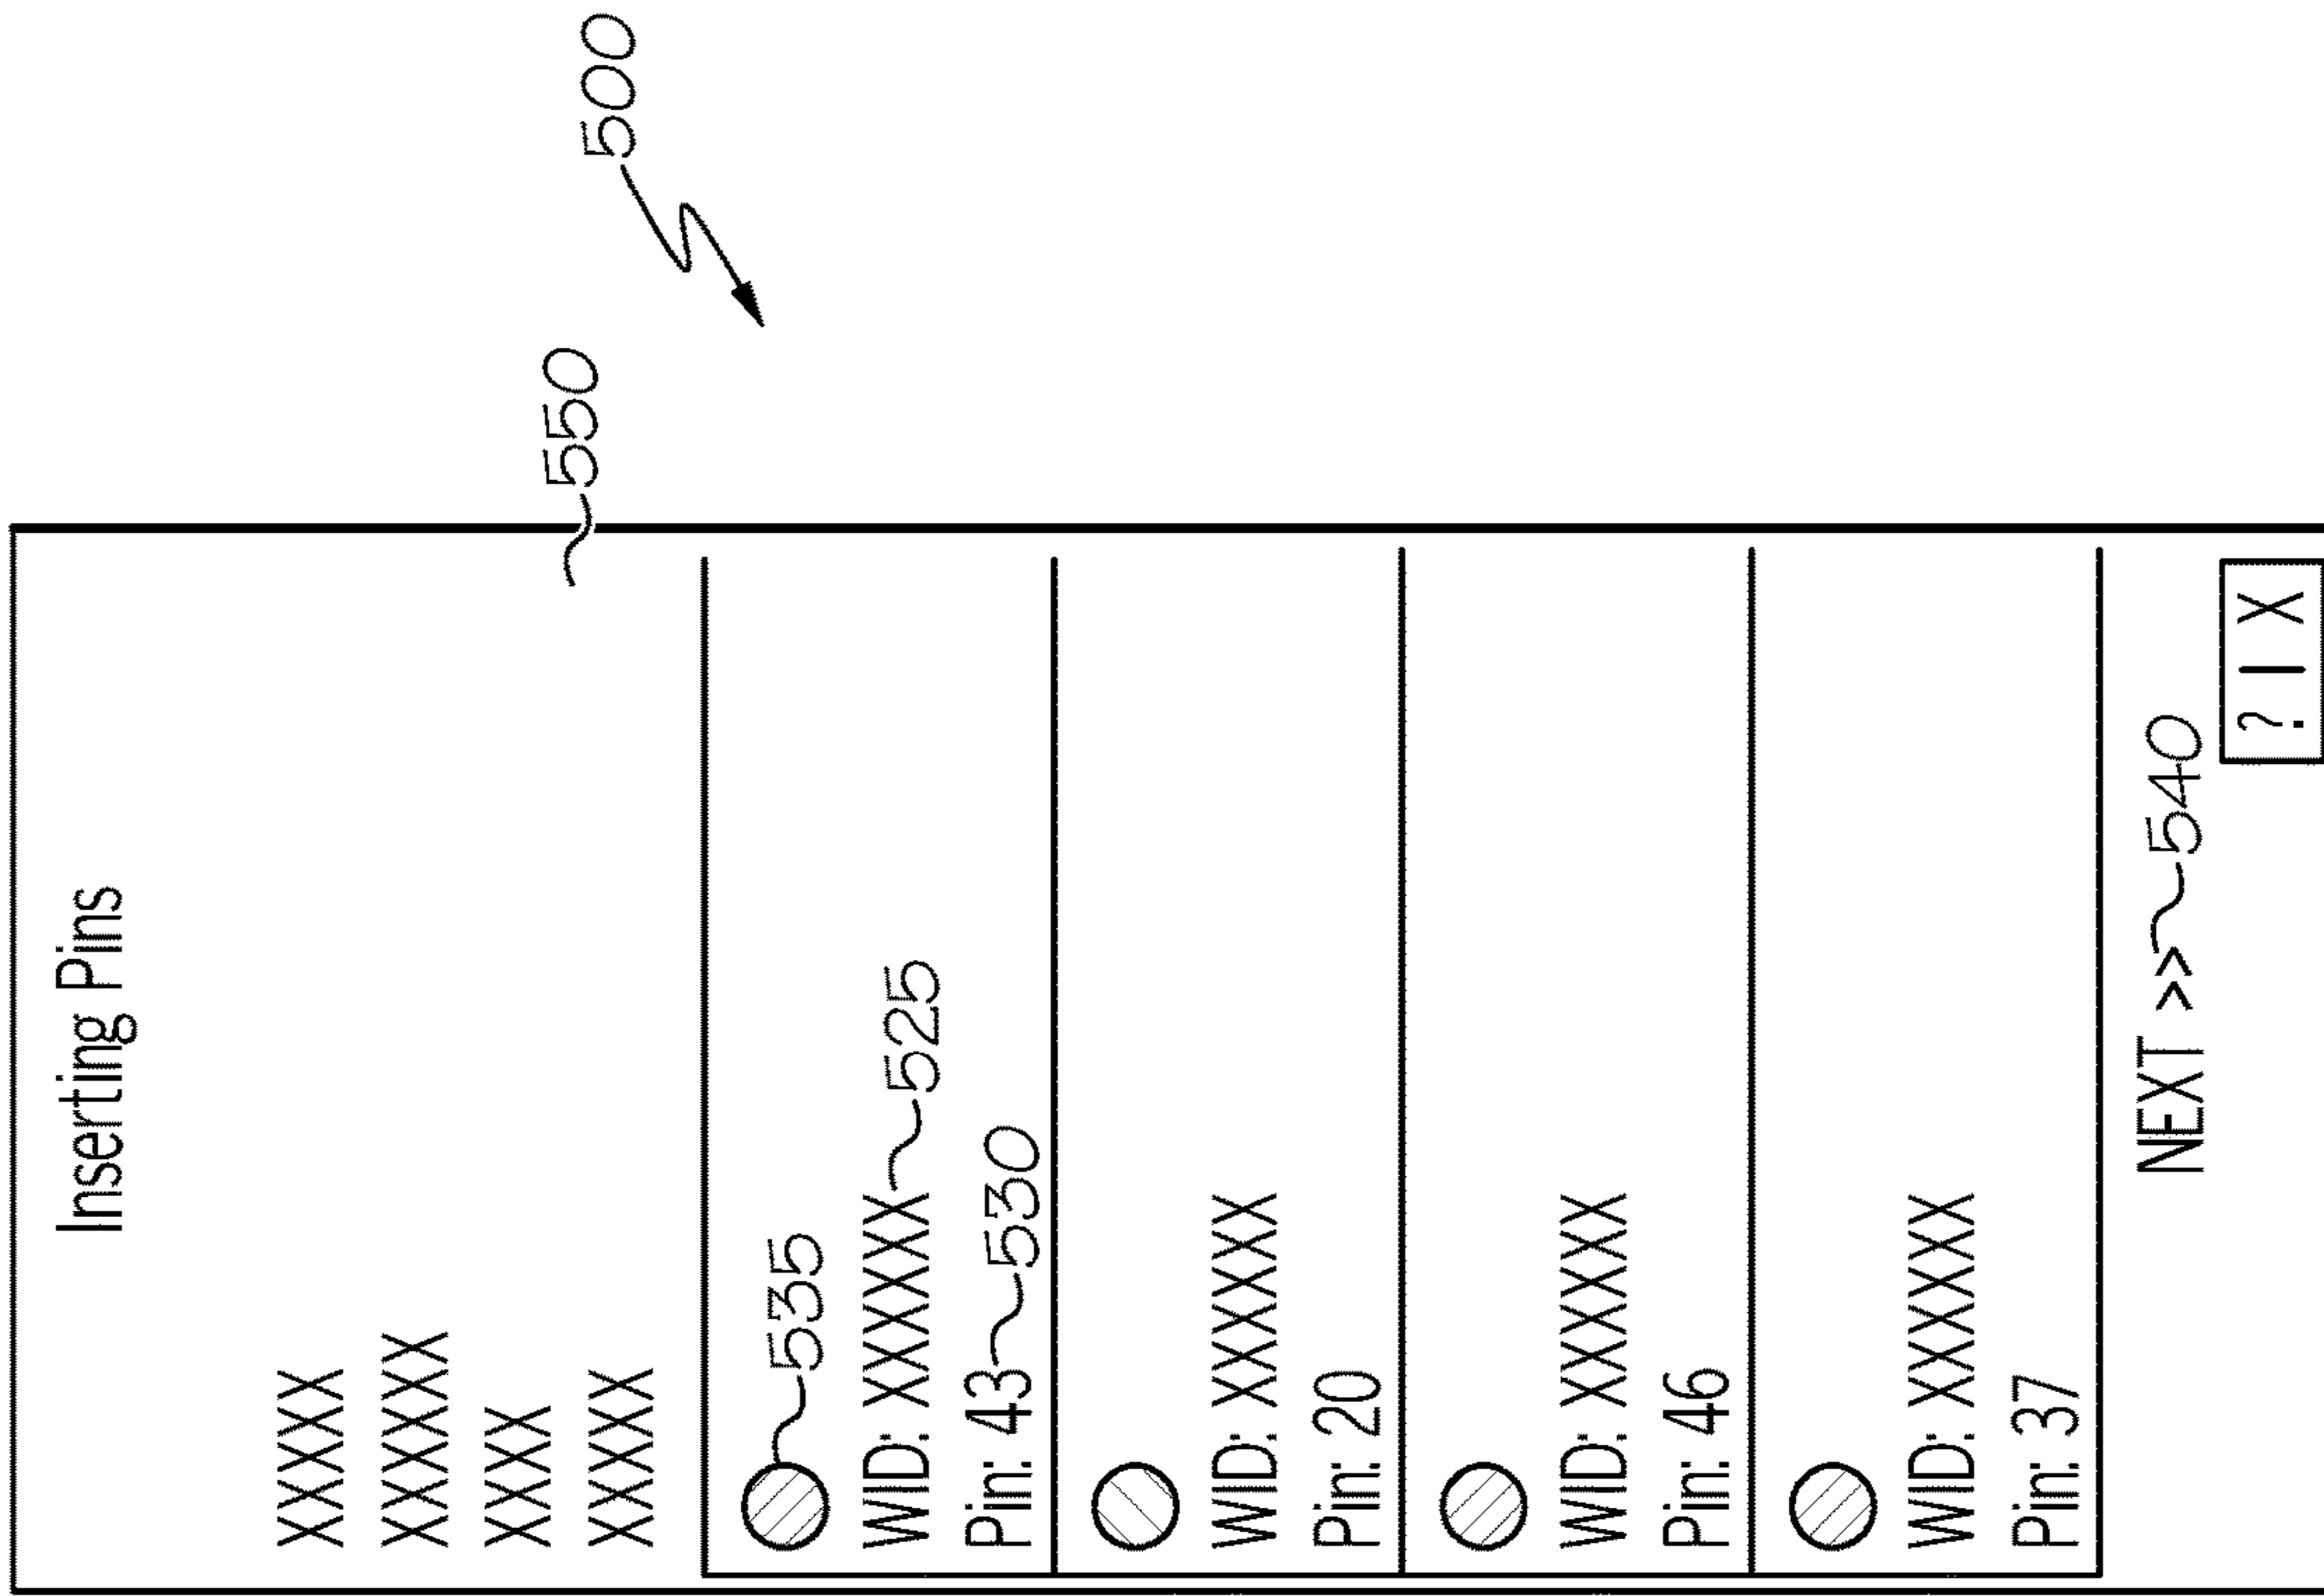 500
550
Inserting Pins
XXXXX
XXXXXX
XXXX
XXXXX
535
WID: XXXXXX 525
Pin: 43 530
WID: XXXXXX
Pin: 20
WID: XXXXXX
Pin: 46
WID: XXXXXX
Pin: 37
NEXT >> 540
? I X